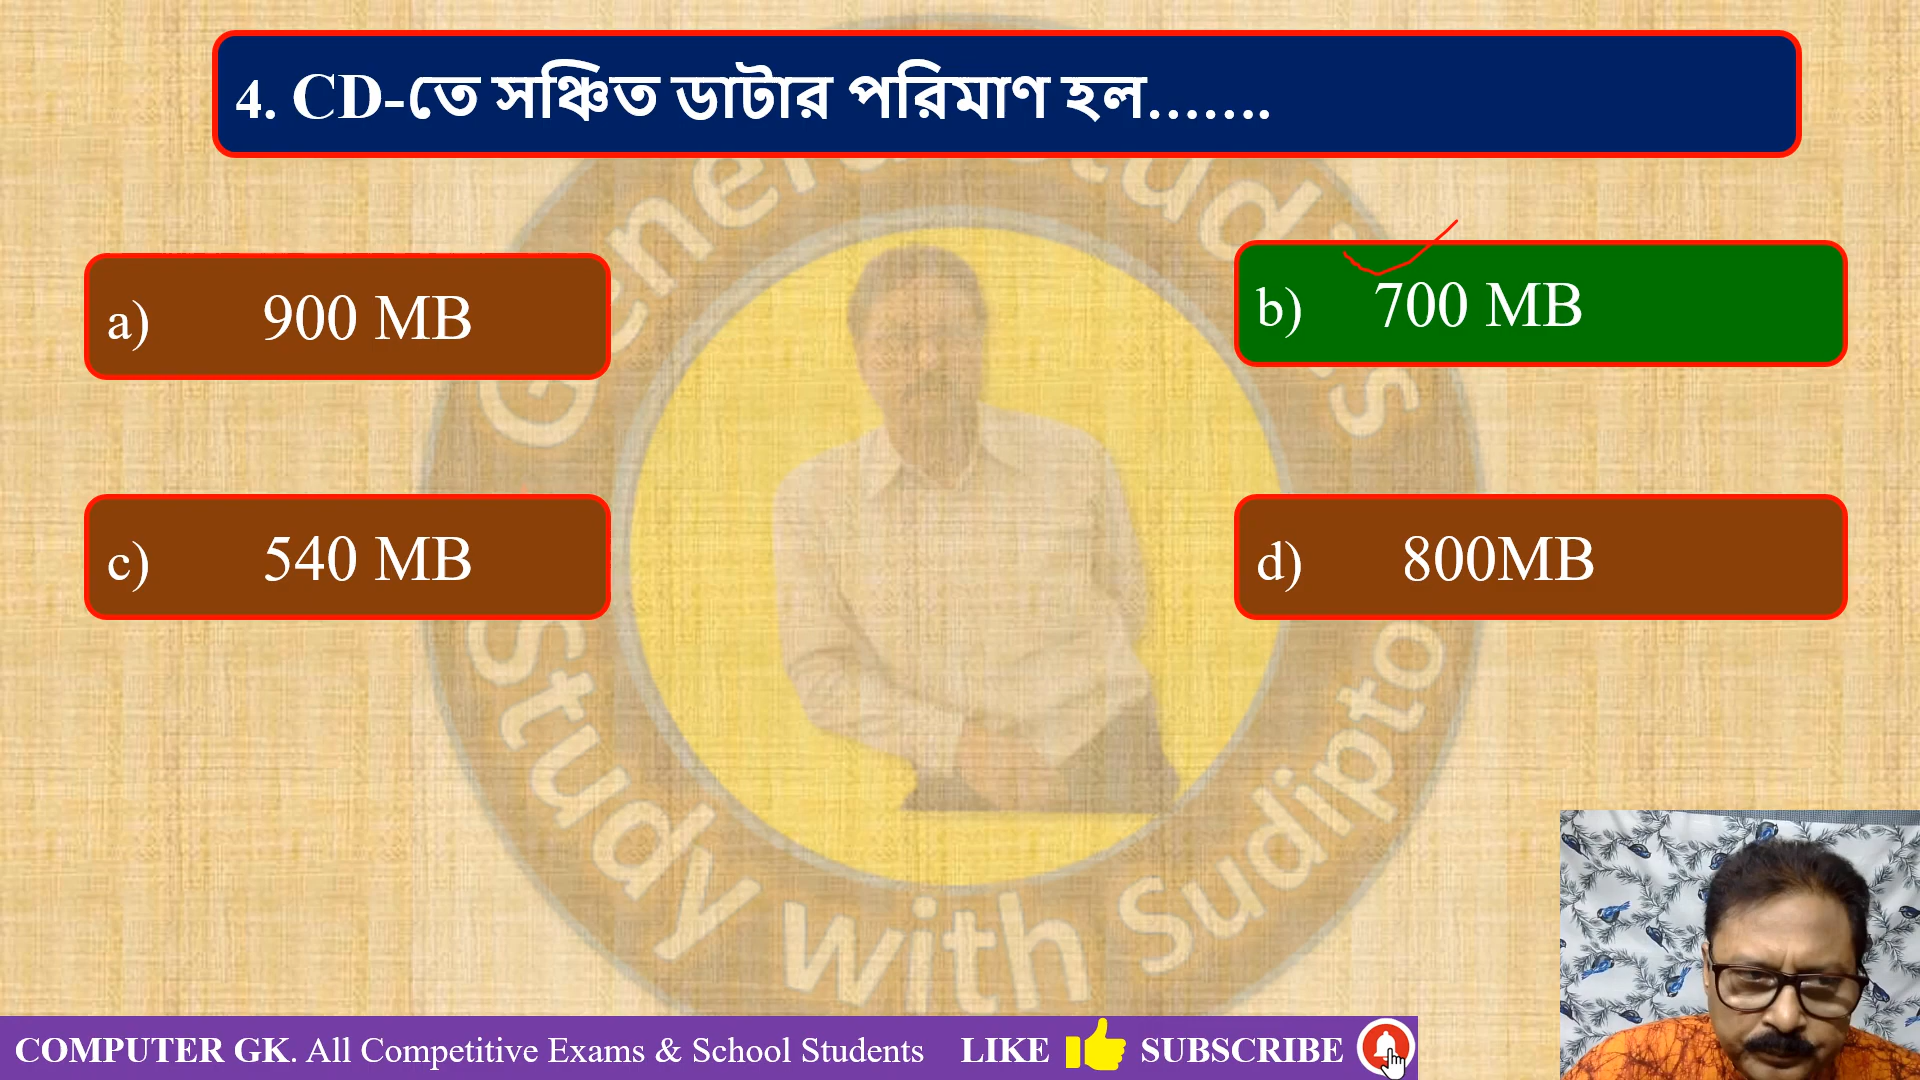 4. CD-তে সঞ্চিত ডাটার পরিমাণ হল…….
a) 900 MB
b) 700 MB
c) 540 MB
d) 800MB
General Studies
Study with Sudipto
COMPUTER GK. All Competitive Exams & School Students LIKE SUBSCRIBE